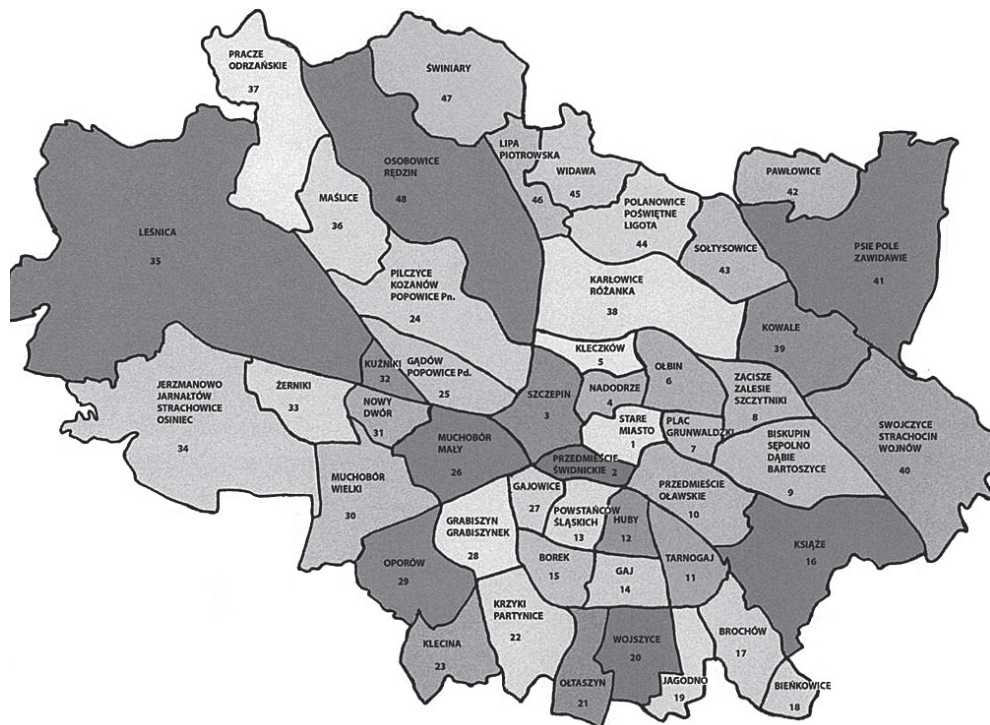 PRACZE
ODRZAŃSKIE
37
ŚWINIARY
47
LEŚNICA
35
MAŚLICE
36
OSOBOWICE
RĘDZIN
48
LIPA
PIOTROWSKA
46
WIDAWA
45
POLANOWICE
POŚWIĘTNE
LIGOTA
44
SOŁTYSOWICE
43
PAWŁOWICE
42
PSIE POLE
ZAWIDAWIE
41
PILCZYCE
KOZANÓW
POPOWICE Pn.
24
KARŁOWICE
RÓŻANKA
38
KOWALE
39
KLECZKÓW
5
KUŹNIKI
32
GĄDÓW
POPOWICE Pd.
25
SZCZEPIN
3
NADODRZE
4
OŁBIN
6
ZACISZE
ZALESIE
SZCZYTNIKI
8
JERZMANOWO
JARNAŁTÓW
STRACHOWICE
OSINIEC
34
ŻERNIKI
33
NOWY
DWÓR
31
STARE
MIASTO
1
PLAC
GRUNWALDZKI
7
BISKUPIN
SĘPOLNO
DĄBIE
BARTOSZYCE
9
SWOJCZYCE
STRACHOCIN
WOJNÓW
40
MUCHOBÓR
MAŁY
26
PRZEDMIEŚCIE
ŚWIDNICKIE 2
MUCHOBÓR
WIELKI
30
GAJOWICE
27
POWSTAŃCÓW
ŚLĄSKICH
13
HUBY
12
PRZEDMIEŚCIE
OŁAWSKIE
10
GRABISZYN
GRABISZYNEK
28
KSIĄŻE
16
OPORÓW
29
BOREK
15
GAJ
14
TARNOGAJ
11
KRZYKI
PARTYNICE
22
KLECINA
23
WOJSZYCE
20
BROCHÓW
17
OŁTASZYN
21
JAGODNO
19
BIEŃKOWICE
18